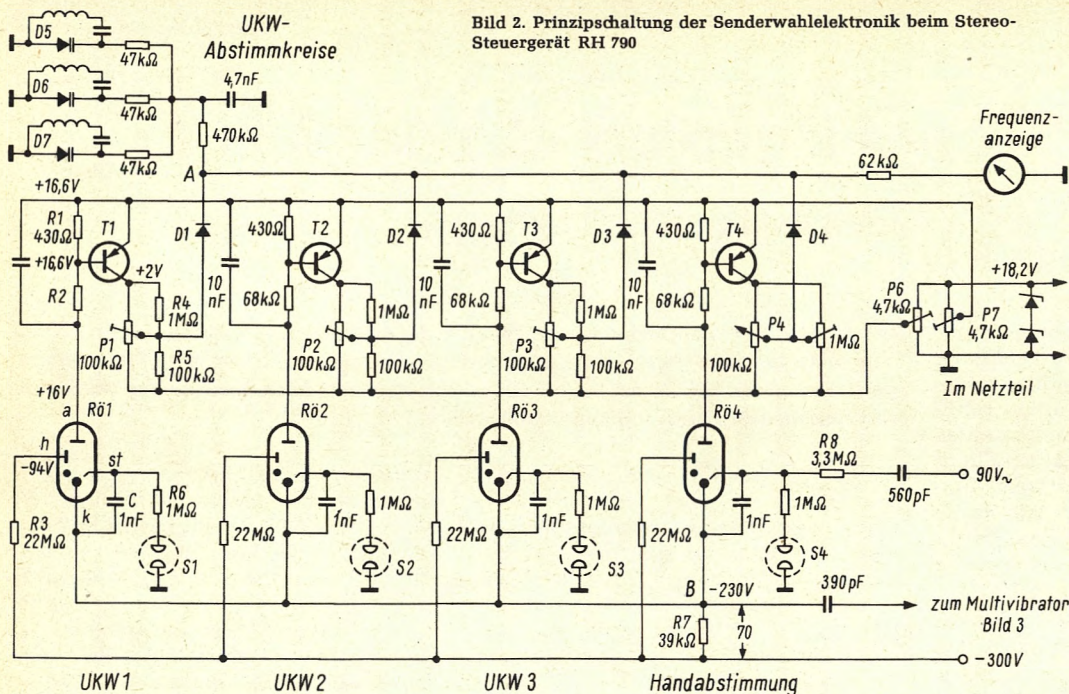 Bild 2. Prinzipschaltung der Senderwahlelektronik beim Stereo-
Steuergerät RH 790
UKW-
Abstimmkreise
D5
47kΩ
D6
47kΩ
D7
47kΩ
4,7nF
470kΩ
A
Frequenz-
anzeige
62kΩ
+16,6V
R1
430Ω
T1
+16,6V
+2V
R2
R4
1MΩ
P1
100kΩ
R5
100kΩ
D1
10
nF
430Ω
T2
68kΩ
1MΩ
P2
100kΩ
100kΩ
D2
10
nF
430Ω
T3
68kΩ
1MΩ
P3
100kΩ
100kΩ
D3
10
nF
430Ω
T4
68kΩ
P4
100kΩ
1MΩ
D4
+18,2V
P6
4,7kΩ
P7
4,7kΩ
Im Netzteil
+16V
a
Rö1
h
-94V
st
k
C
1nF
R6
1MΩ
R3
22MΩ
S1
Rö2
22MΩ
1nF
1MΩ
S2
Rö3
22MΩ
1nF
1MΩ
S3
Rö4
22MΩ
1nF
1MΩ
S4
R8
3,3MΩ
560pF
90V~
B
-230V
390pF
zum Multivibrator
Bild 3
R7
39kΩ
70
-300V
UKW1
UKW2
UKW3
Handabstimmung